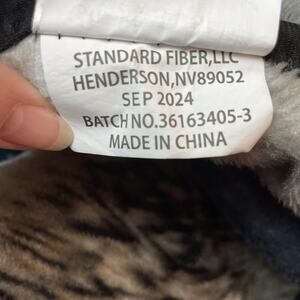 STANDARD FIBER,LLC
HENDERSON,NV89052
SEP 2024
BATCH NO.36163405-3
MADE IN CHINA